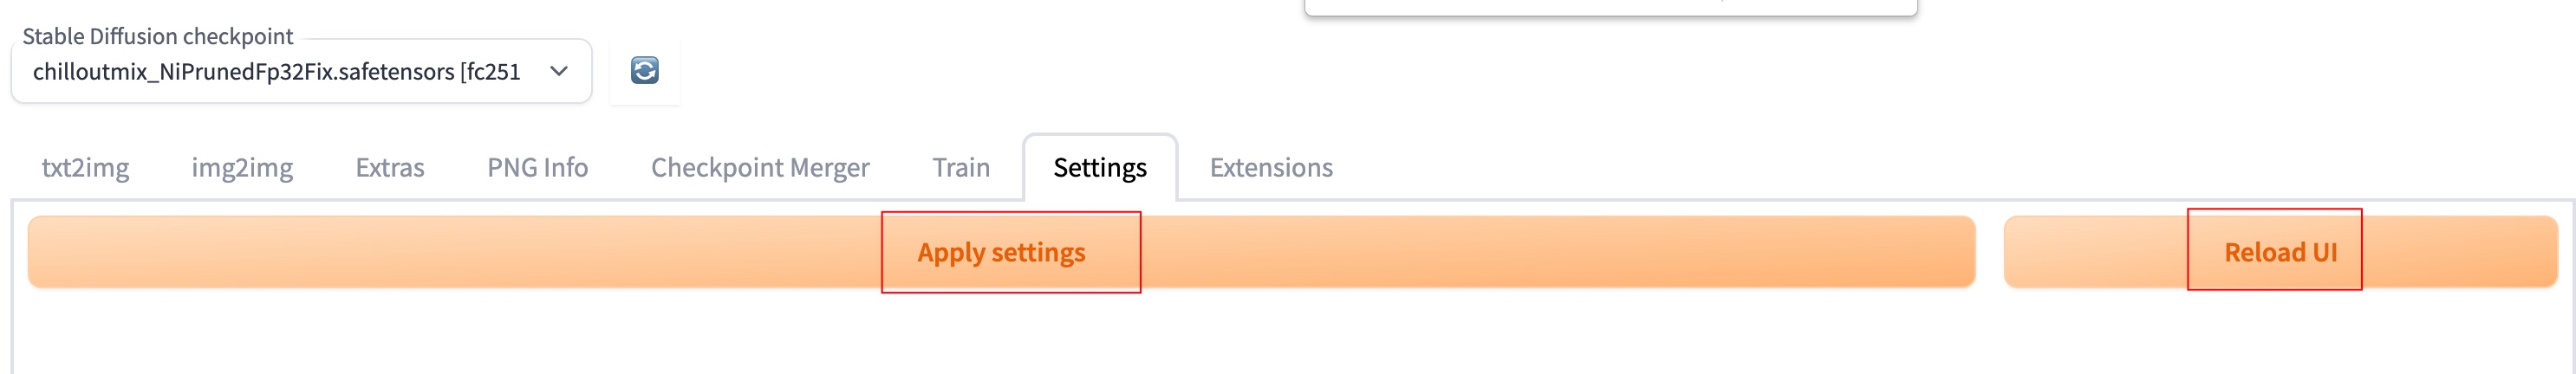 Stable Diffusion checkpoint
chilloutmix_NiPrunedFp32Fix.safetensors [fc251
txt2img img2img Extras PNG Info Checkpoint Merger Train Settings Extensions
Apply settings Reload UI